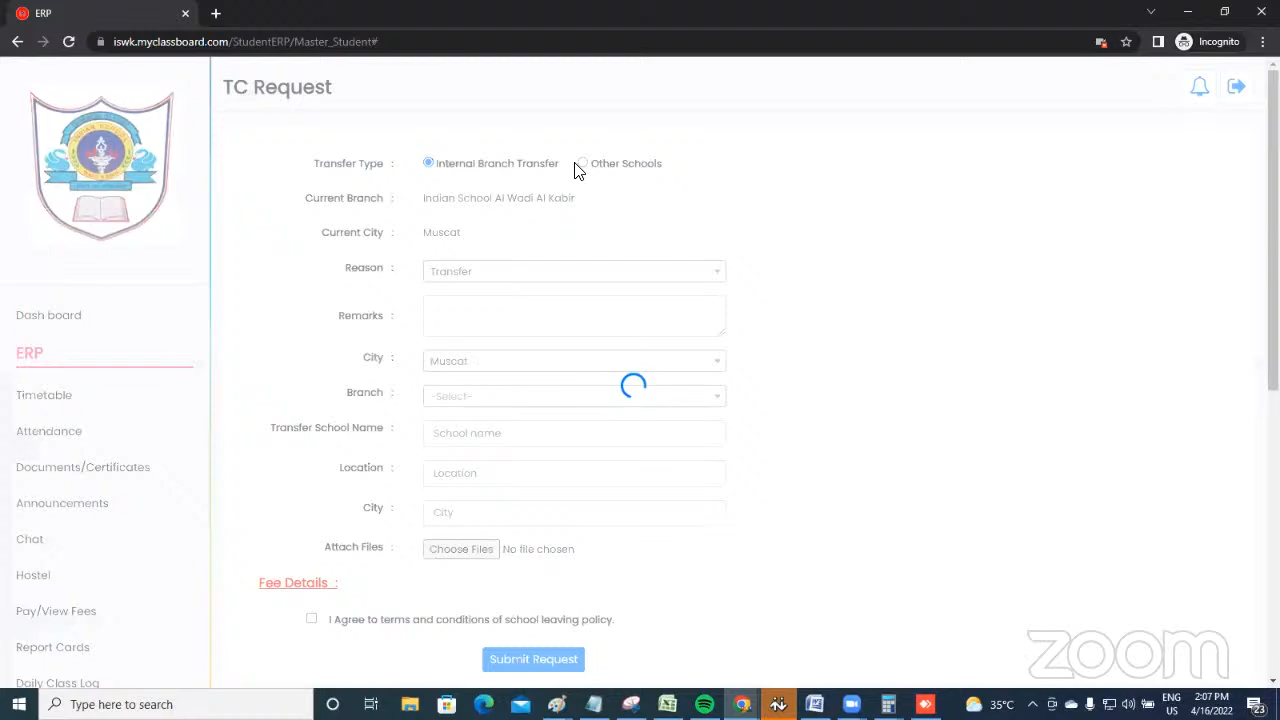 ERP
iswk.myclassboard.com/StudentERP/Master_Student#
Incognito
TC Request
Transfer Type :
Internal Branch Transfer
Other Schools
Current Branch :
Indian School Al Wadi Al Kabir
Current City :
Muscat
Reason :
Transfer
Remarks :
City :
Muscat
Branch :
-Select-
Transfer School Name :
School name
Location :
Location
City :
City
Attach Files :
Choose Files No file chosen
Fee Details :
I Agree to terms and conditions of school leaving policy.
Submit Request
Dash board
ERP
Timetable
Attendance
Documents/Certificates
Announcements
Chat
Hostel
Pay/View Fees
Report Cards
Daily Class Log
zoom
Type here to search
35°C
ENG
US
2:07 PM
4/16/2022
23